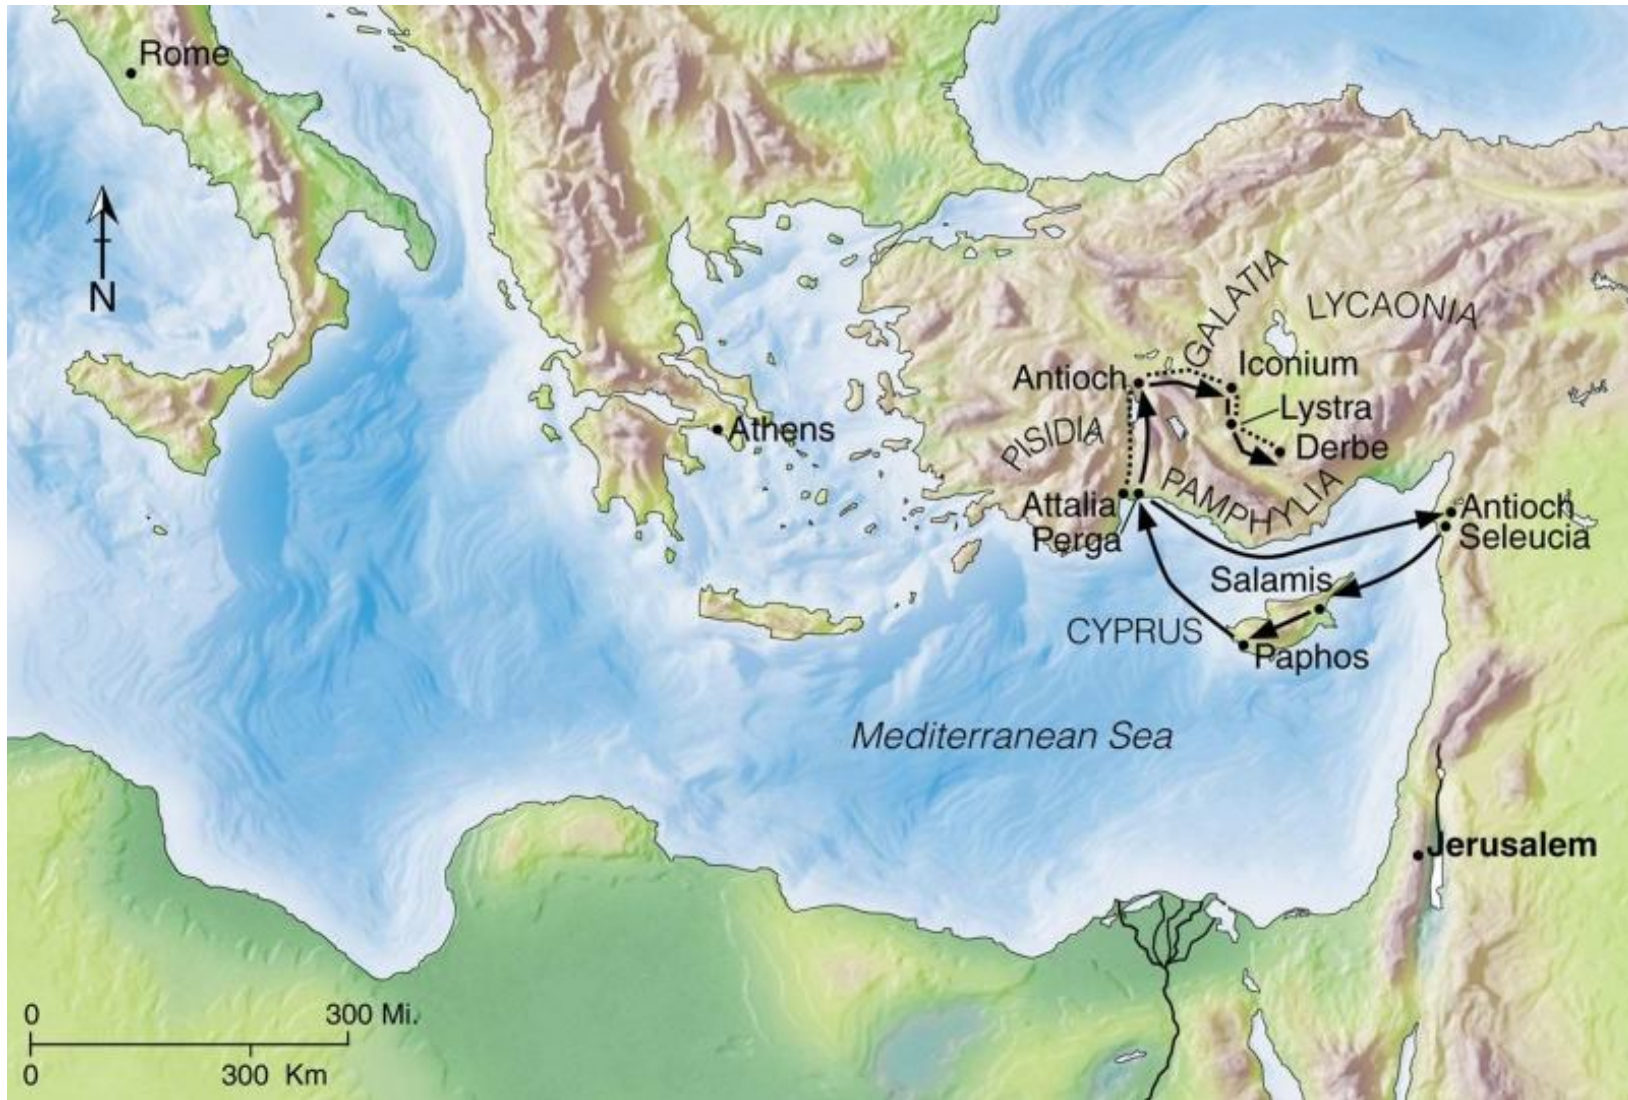 Rome
N
GALATIA
LYCAONIA
Iconium
Antioch
Lystra
Athens
PISIDIA
Derbe
PAMPHYLIA
Attalia
Perga
Antioch
Seleucia
Salamis
CYPRUS
Paphos
Mediterranean Sea
Jerusalem
0 300 Mi.
0 300 Km